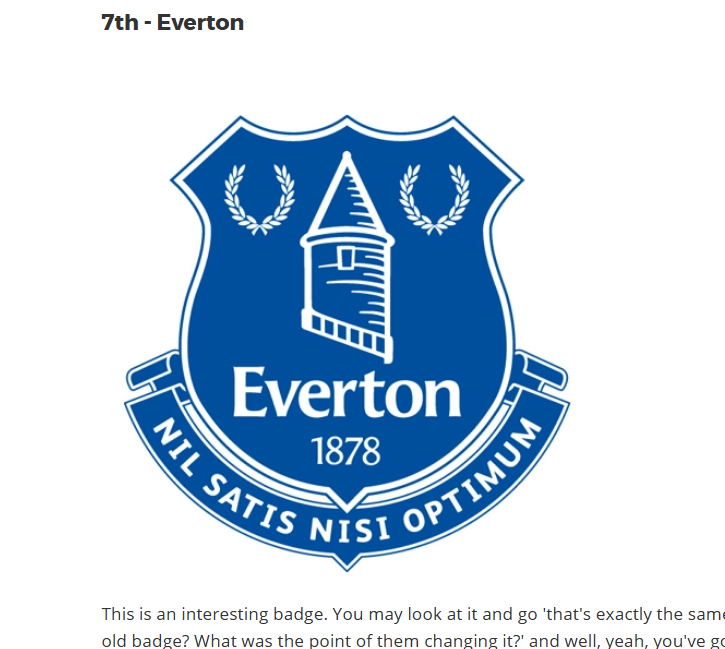 7th - Everton
Everton
1878
NIL SATIS NISI OPTIMUM
This is an interesting badge. You may look at it and go 'that's exactly the same
old badge? What was the point of them changing it?' and well, yeah, you've